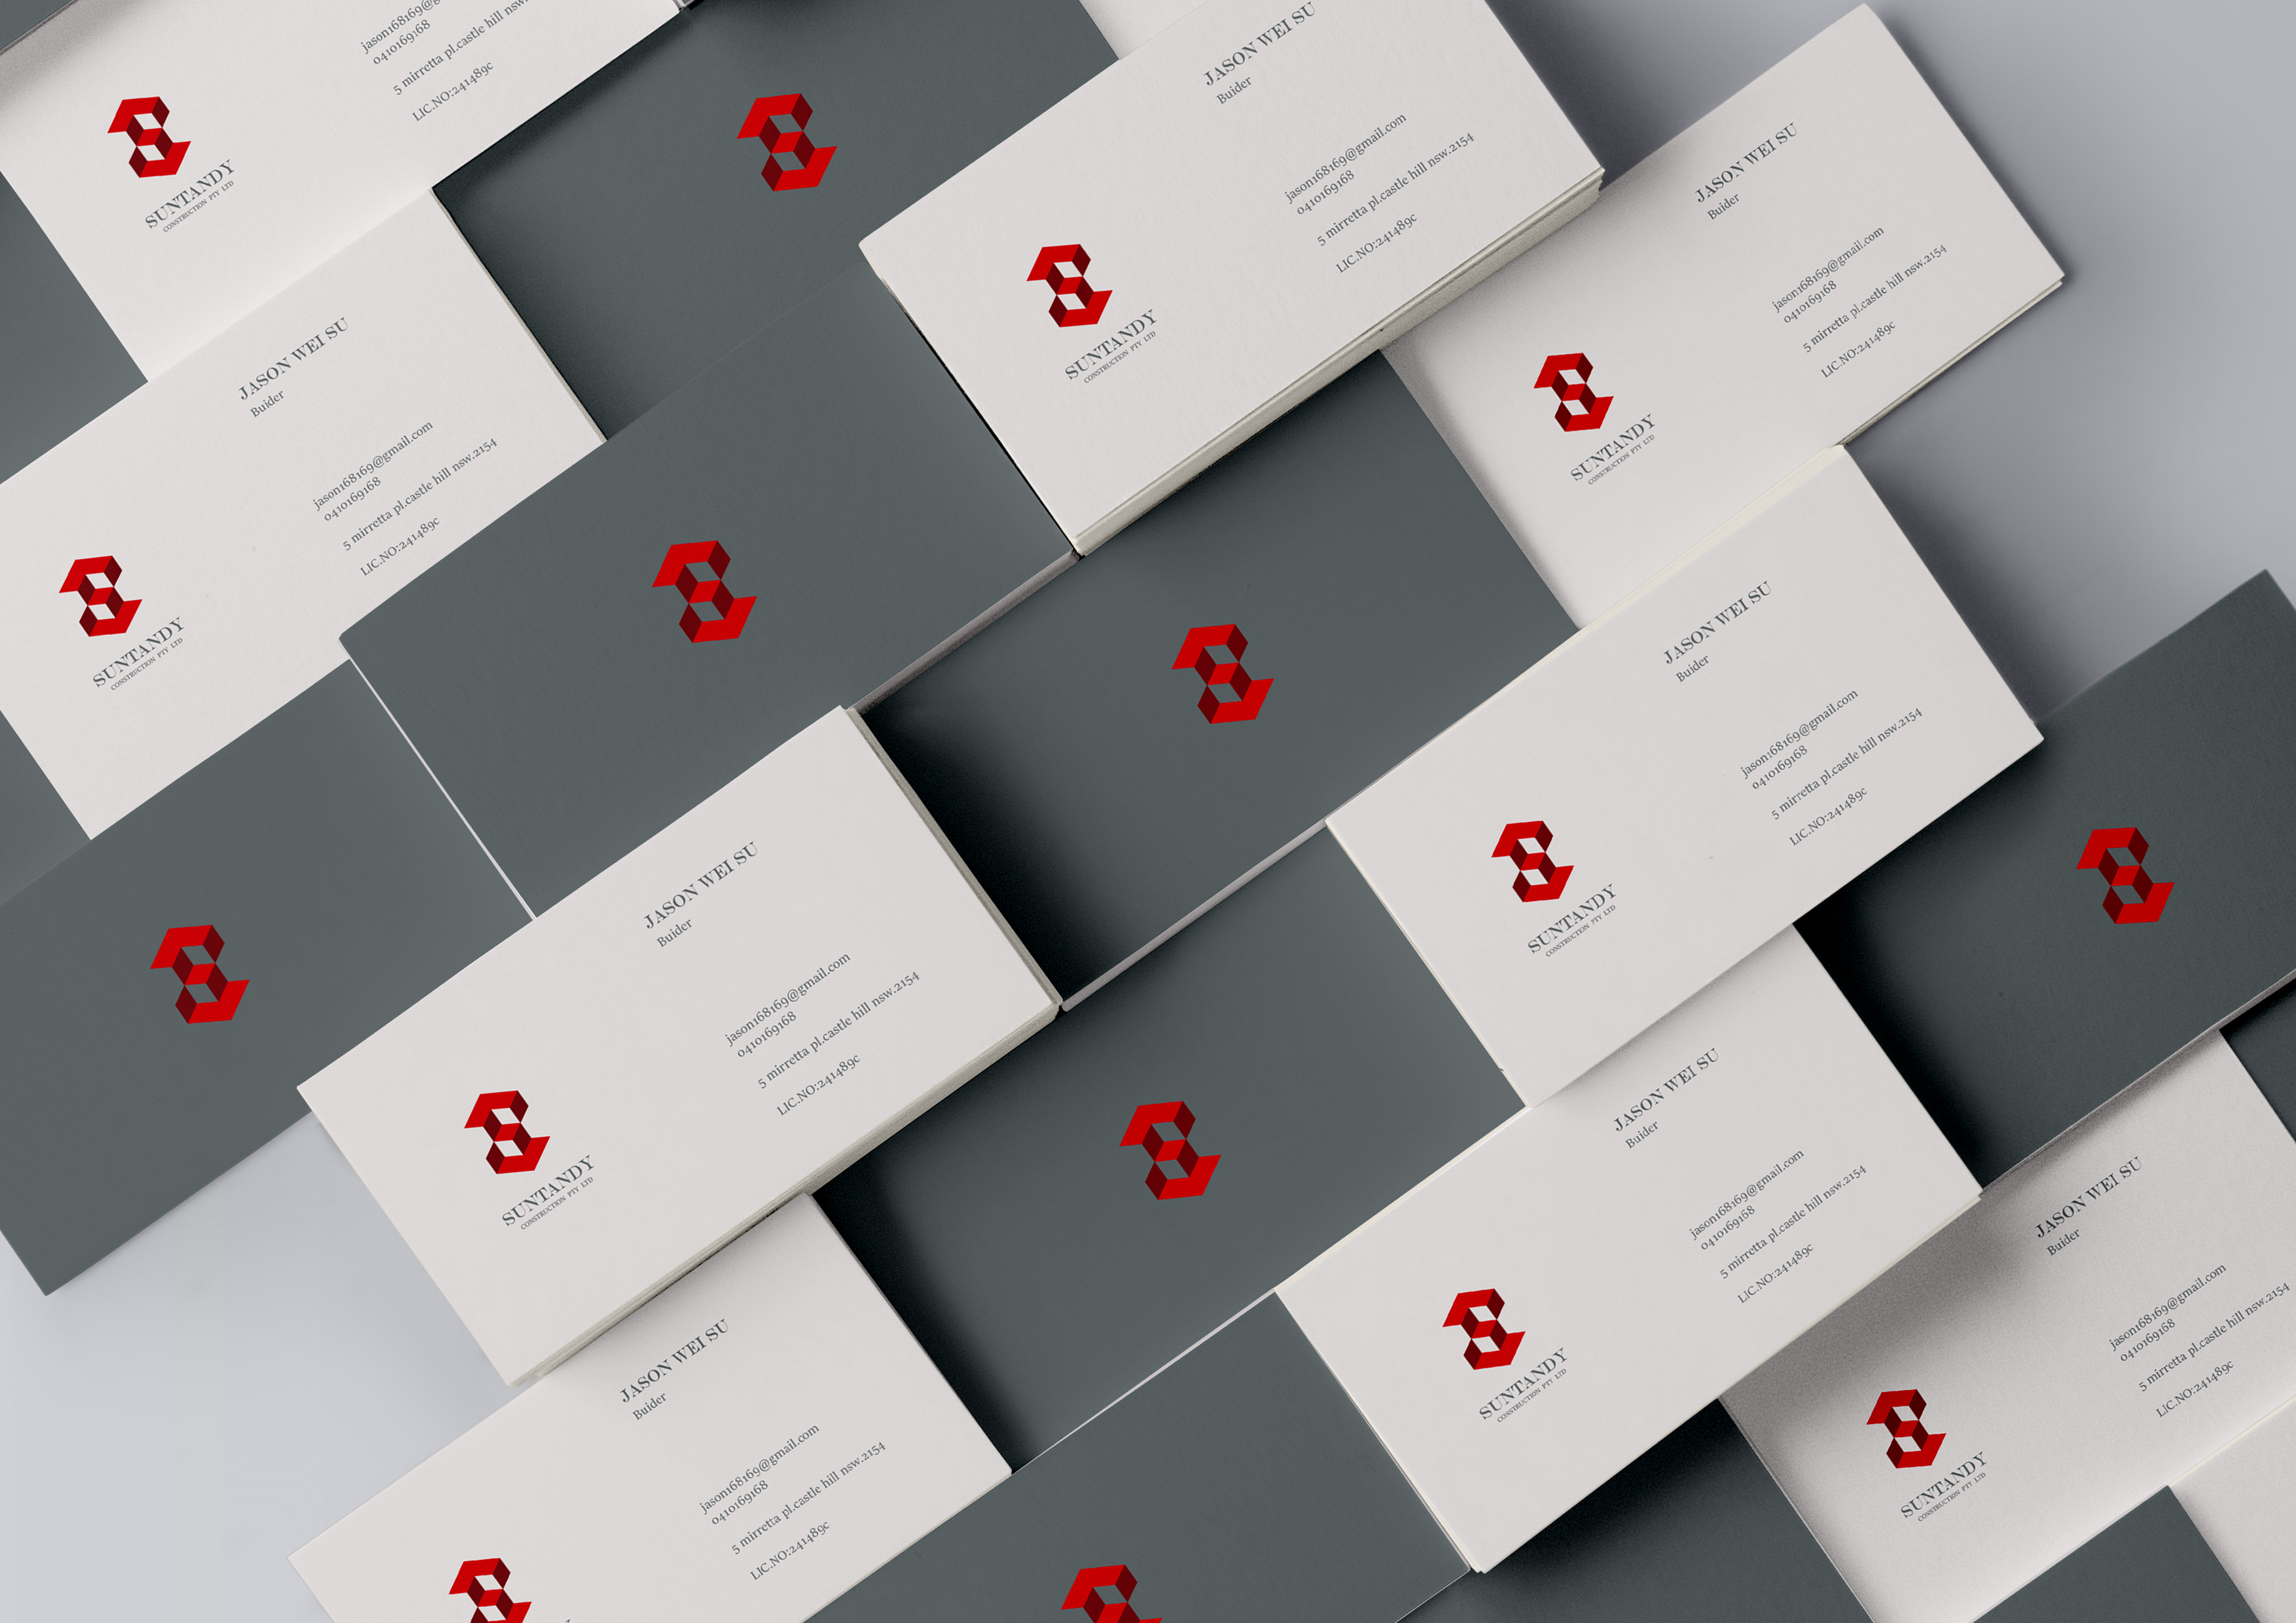 jason168169@g
0410169168
5 mirretta pl.castle hill
LIC.NO:241489c
SUNTANDY
CONSTRUCTION PTY LTD
JASON WEI SU
Buider
jason168169@gmail.com
0410169168
5 mirretta pl.castle hill nsw.2154
LIC.NO:241489c
SUNTANDY
CONSTRUCTION PTY LTD
JASON WEI SU
Buider
jason168169@gmail.com
0410169168
5 mirretta pl.castle hill nsw.2154
LIC.NO:241489c
SUNTANDY
CONSTRUCTION PTY LTD
JASON WEI SU
Buider
jason168169@gmail.com
0410169168
5 mirretta pl.castle hill nsw.2154
LIC.NO:241489c
SUNTANDY
CONSTRUCTION PTY LTD
JASON WEI SU
Buider
jason168169@gmail.com
0410169168
5 mirretta pl.castle hill nsw.2154
LIC.NO:241489c
SUNTANDY
CONSTRUCTION PTY LTD
JASON WEI SU
Buider
jason168169@gmail.com
0410169168
5 mirretta pl.castle hill nsw.2154
LIC.NO:241489c
SUNTANDY
CONSTRUCTION PTY LTD
JASON WEI SU
Buider
jason168169@gmail.com
0410169168
5 mirretta pl.castle hill nsw.2154
LIC.NO:241489c
SUNTANDY
CONSTRUCTION PTY LTD
JASON WEI SU
Buider
jason168169@gmail.com
0410169168
5 mirretta pl.castle hill nsw.2154
LIC.NO:241489c
SUNTANDY
CONSTRUCTION PTY LTD
JASON WEI SU
Buider
jason168169@gmail.com
0410169168
5 mirretta pl.castle hill nsw.2154
LIC.NO:241489c